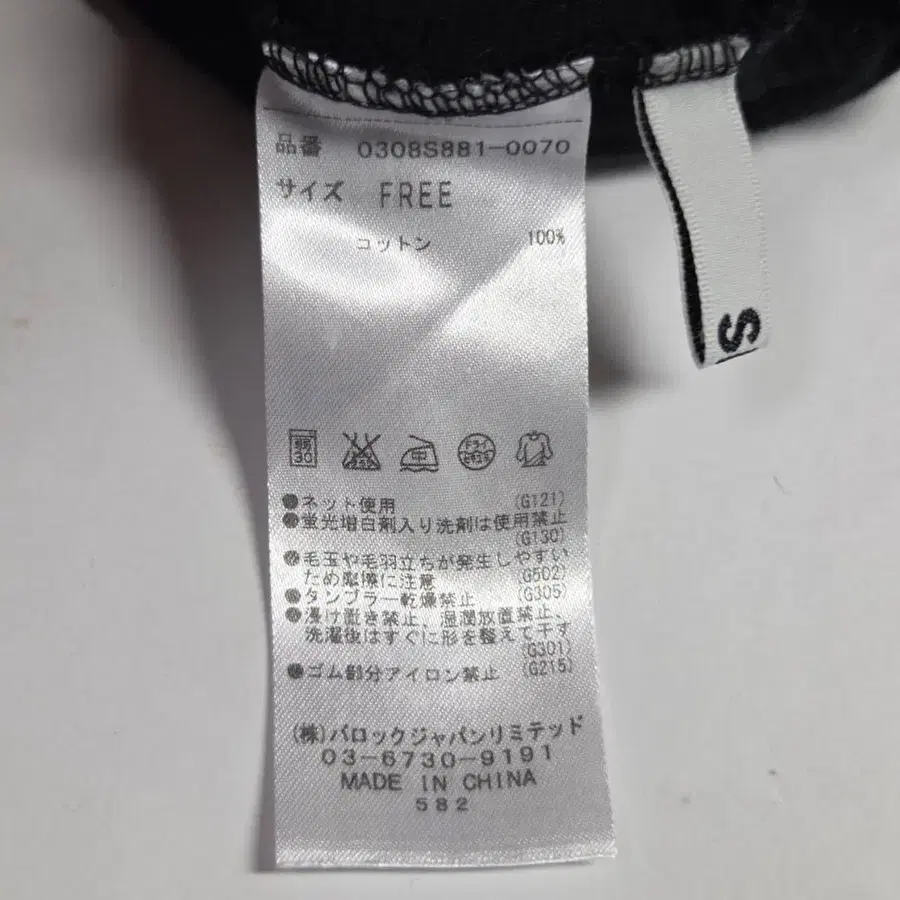 品番 0308S881-0070
サイズ FREE
コットン 100%
30
中
ドライ
●ネット使用 (G121)
●蛍光増白剤入り洗剤は使用禁止
(G130)
●毛玉や毛羽立ちが発生しやすい
ため摩擦に注意 (G502)
●タンブラー乾燥禁止 (G305)
●浸け置き禁止、湿潤放置禁止、
洗濯後はすぐに形を整えて干す
(G301)
●ゴム部分アイロン禁止 (G215)
(株)バロックジャパンリミテッド
03-6730-9191
MADE IN CHINA
582
S